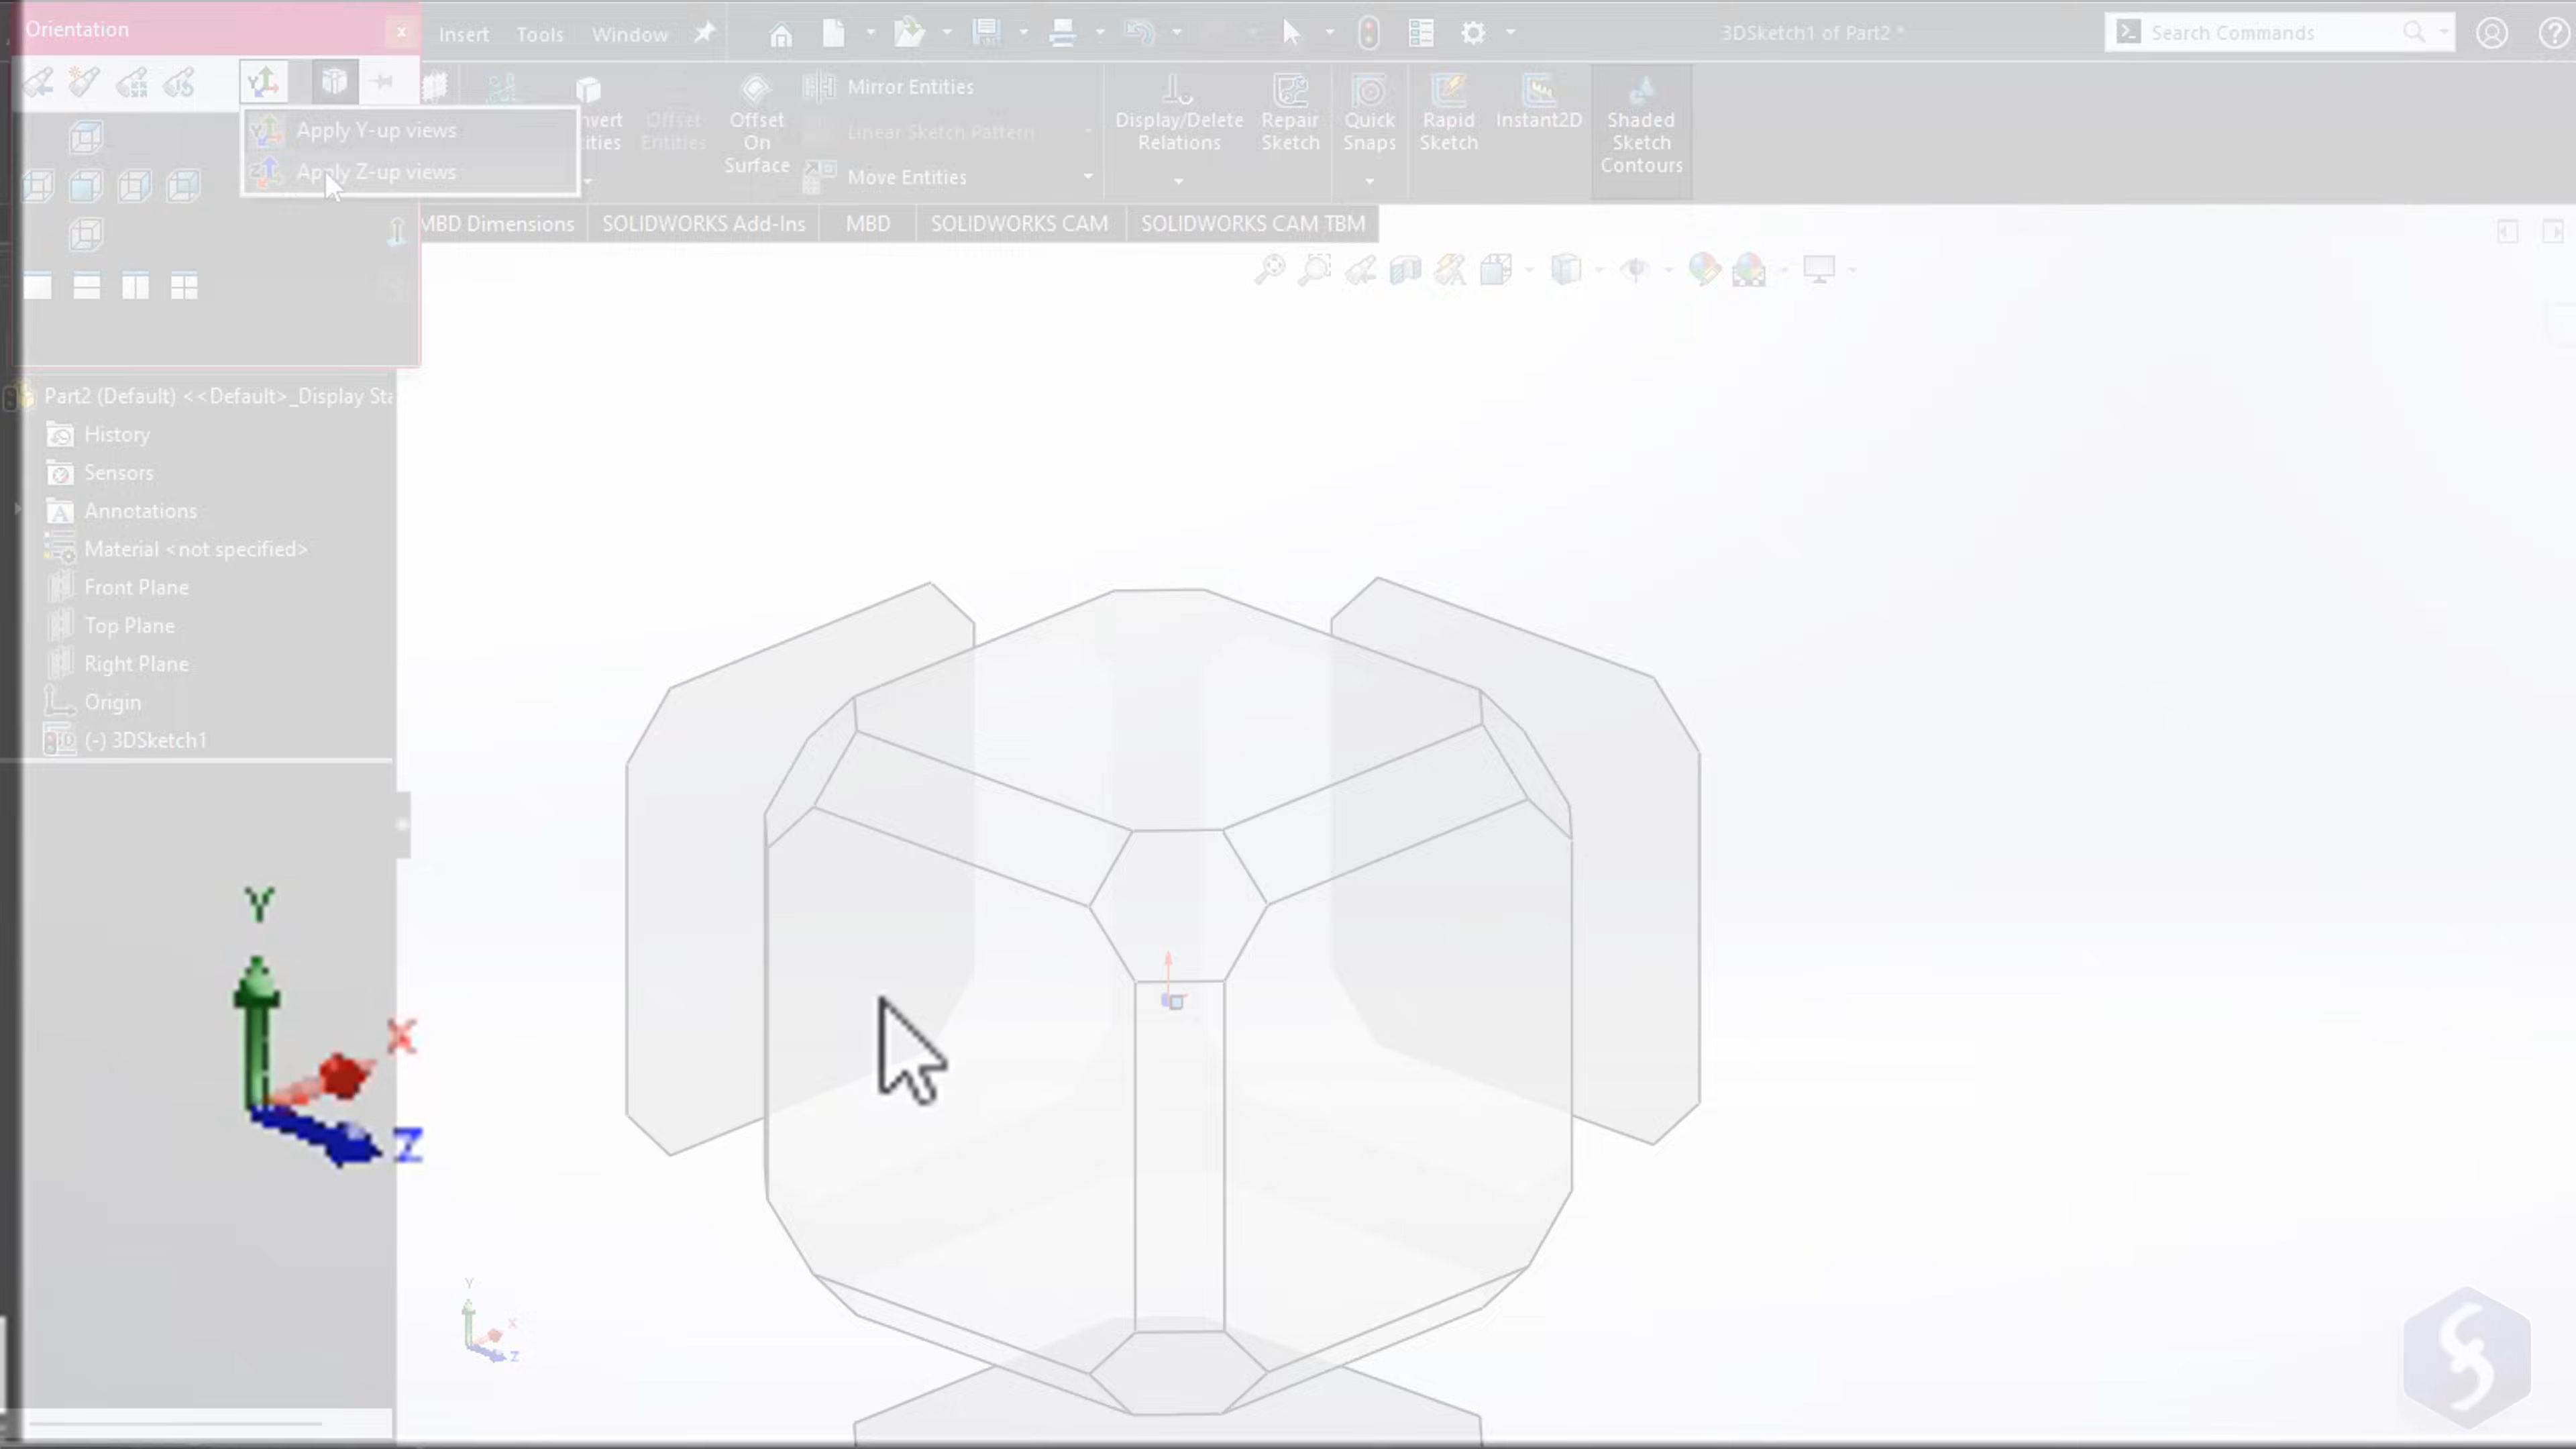 Orientation
Insert Tools Window
3DSketch1 of Part2 *
Search Commands
Apply Y-up views
Apply Z-up views
Offset
Entities
Offset
On
Surface
Mirror Entities
Linear Sketch Pattern
Move Entities
Display/Delete
Relations
Repair
Sketch
Quick
Snaps
Rapid
Sketch
Instant2D
Shaded
Sketch
Contours
MBD Dimensions SOLIDWORKS Add-Ins MBD SOLIDWORKS CAM SOLIDWORKS CAM TBM
Part2 (Default) <<Default>_Display Sta
History
Sensors
Annotations
Material <not specified>
Front Plane
Top Plane
Right Plane
Origin
(-) 3DSketch1
Y
X
Z
Y
X
Z